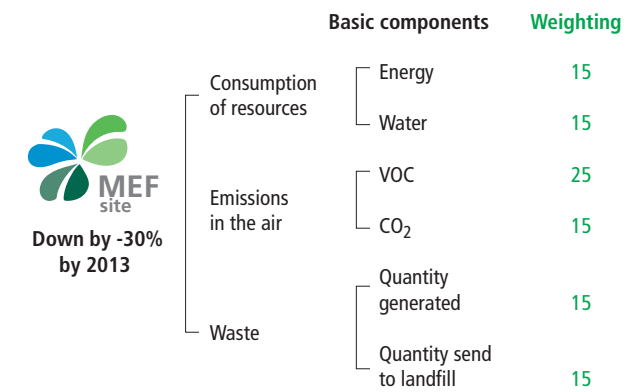 Basic components Weighting
Energy 15
Consumption
of resources
Water 15
MEF
site
Down by -30%
by 2013
VOC 25
Emissions
in the air
CO₂ 15
Quantity
generated 15
Waste
Quantity send
to landfill 15